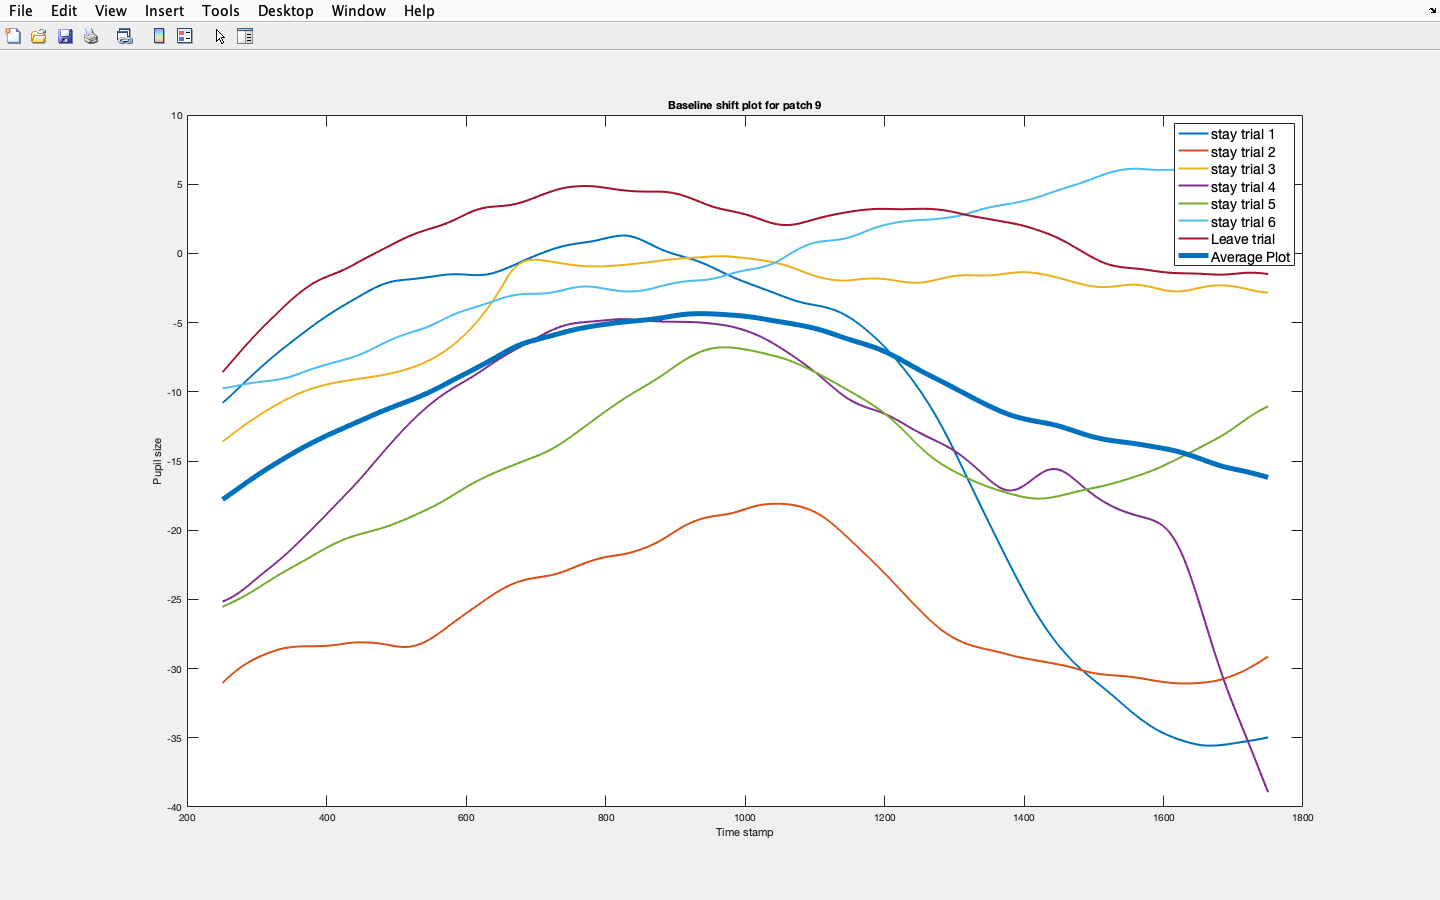 File Edit View Insert Tools Desktop Window Help
Baseline shift plot for patch 9
10
5
0
-5
-10
-15
-20
-25
-30
-35
-40
Pupil size
200 400 600 800 1000 1200 1400 1600 1800
Time stamp
stay trial 1
stay trial 2
stay trial 3
stay trial 4
stay trial 5
stay trial 6
Leave trial
Average Plot